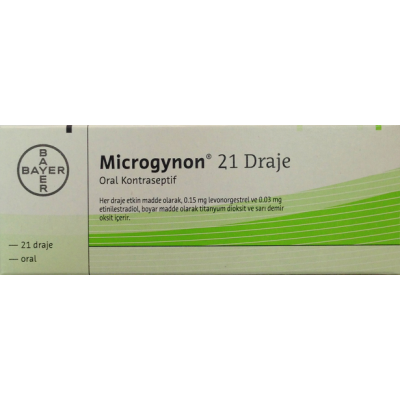 BAYER
BAYER
Microgynon® 21 Draje
Oral Kontraseptif
Her draje etkin madde olarak, 0.15 mg levonorgestrel ve 0.03 mg
etinilestradiol, boyar madde olarak titanyum dioksit ve sarı demir
oksit içerir.
— 21 draje
— oral